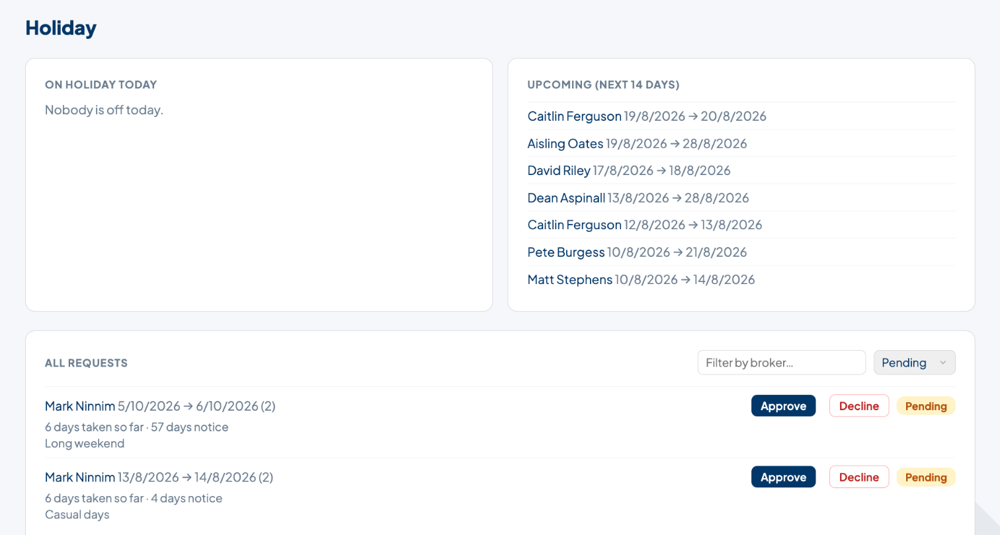 Holiday
ON HOLIDAY TODAY
Nobody is off today.
UPCOMING (NEXT 14 DAYS)
Caitlin Ferguson 19/8/2026 → 20/8/2026
Aisling Oates 19/8/2026 → 28/8/2026
David Riley 17/8/2026 → 18/8/2026
Dean Aspinall 13/8/2026 → 28/8/2026
Caitlin Ferguson 12/8/2026 → 13/8/2026
Pete Burgess 10/8/2026 → 21/8/2026
Matt Stephens 10/8/2026 → 14/8/2026
ALL REQUESTS
Filter by broker...
Pending
Mark Ninnim 5/10/2026 → 6/10/2026 (2)
Approve
Decline
Pending
6 days taken so far · 57 days notice
Long weekend
Mark Ninnim 13/8/2026 → 14/8/2026 (2)
Approve
Decline
Pending
6 days taken so far · 4 days notice
Casual days